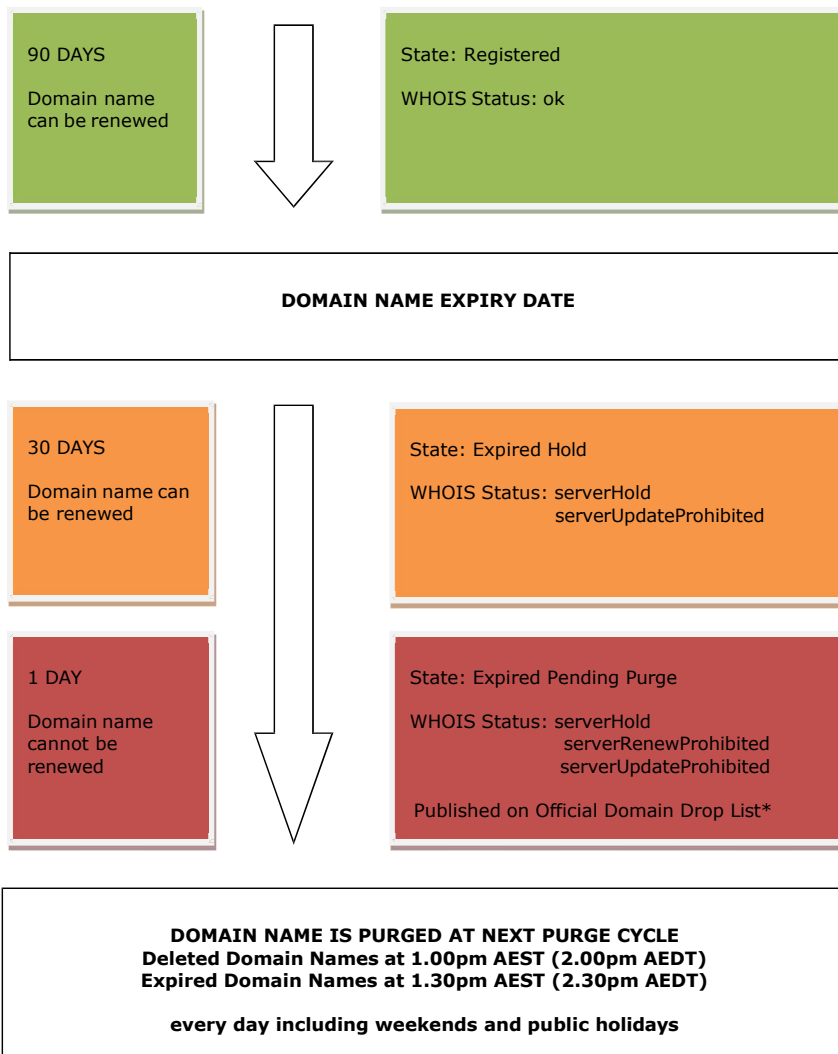 90 DAYS
Domain name
can be renewed
State: Registered
WHOIS Status: ok
DOMAIN NAME EXPIRY DATE
30 DAYS
Domain name can
be renewed
State: Expired Hold
WHOIS Status: serverHold
serverUpdateProhibited
1 DAY
Domain name
cannot be
renewed
State: Expired Pending Purge
WHOIS Status: serverHold
serverRenewProhibited
serverUpdateProhibited
Published on Official Domain Drop List*
DOMAIN NAME IS PURGED AT NEXT PURGE CYCLE
Deleted Domain Names at 1.00pm AEST (2.00pm AEDT)
Expired Domain Names at 1.30pm AEST (2.30pm AEDT)
every day including weekends and public holidays